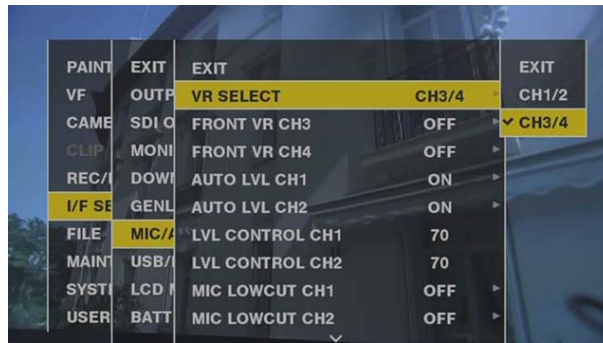 PAINT
VF
CAME
CLIP
REC/
I/F SE
FILE
MAINT
SYST
USER
EXIT
OUTP
SDI O
MONI
DOWN
GENL
MIC/A
USB/
LCD
BATT
EXIT
VR SELECT CH3/4
FRONT VR CH3 OFF
FRONT VR CH4 OFF
AUTO LVL CH1 ON
AUTO LVL CH2 ON
LVL CONTROL CH1 70
LVL CONTROL CH2 70
MIC LOWCUT CH1 OFF
MIC LOWCUT CH2 OFF
EXIT
CH1/2
CH3/4